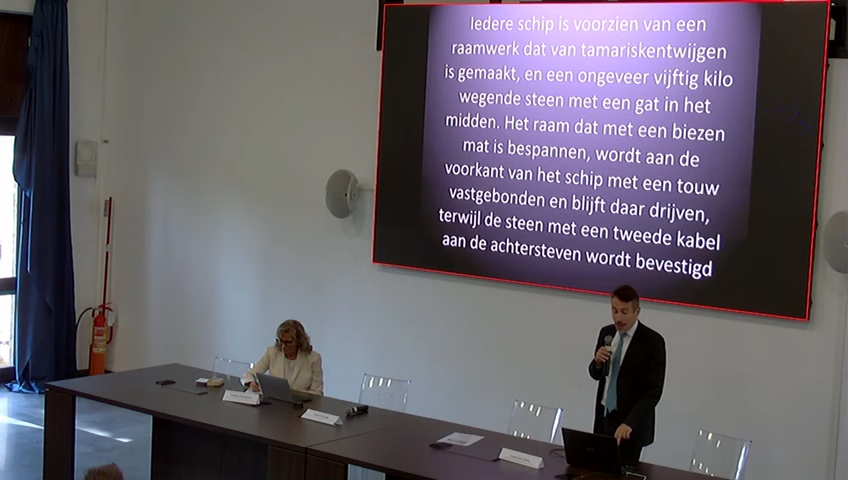 Iedere schip is voorzien van een
raamwerk dat van tamariskentwijgen
is gemaakt, en een ongeveer vijftig kilo
wegende steen met een gat in het
midden. Het raam dat met een biezen
mat is bespannen, wordt aan de
voorkant van het schip met een touw
vastgebonden en blijft daar drijven,
terwijl de steen met een tweede kabel
aan de achtersteven wordt bevestigd